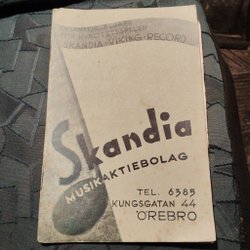 SKANDIA-VIKING-RECORD
Skandia
MUSIKAKTIEBOLAG
TEL. 6385
KUNGSGATAN 44
ÖREBRO